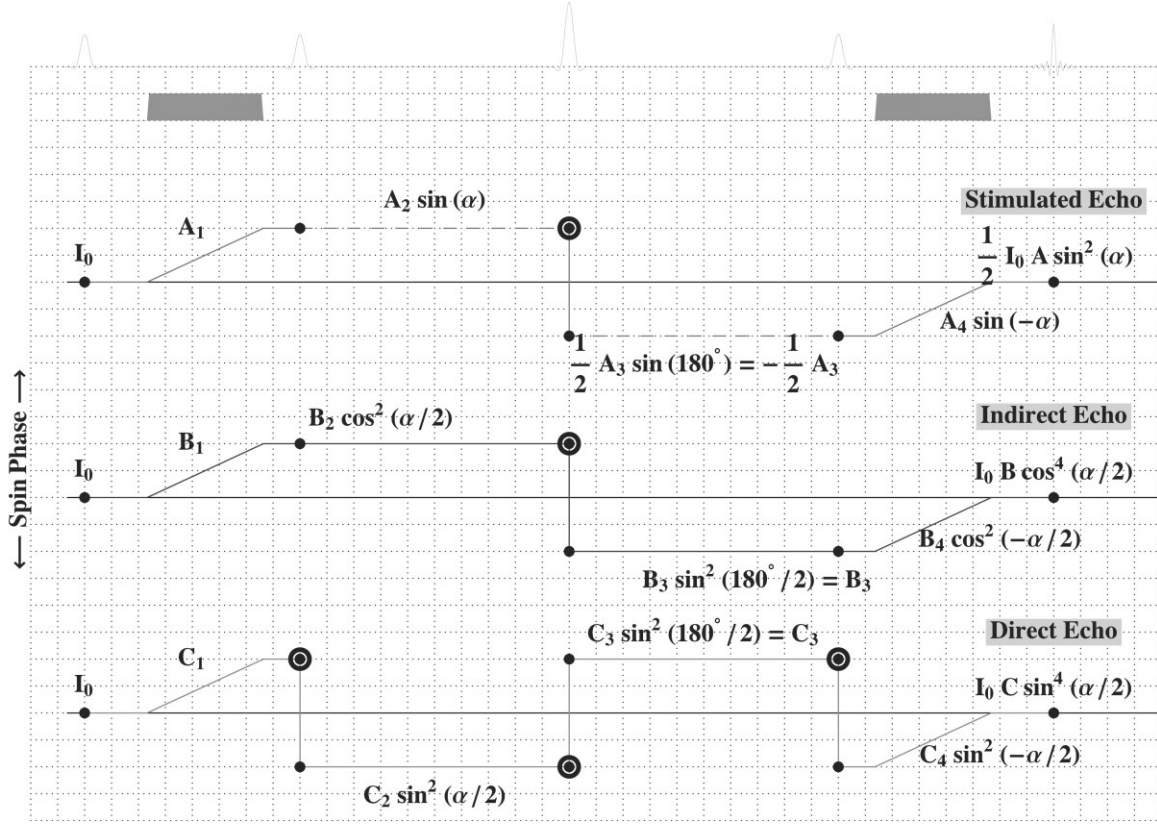 A₂ sin (α)
Stimulated Echo
A₁
I₀
1/2 I₀ A sin² (α)
A₄ sin (−α)
1/2 A₃ sin (180°) = − 1/2 A₃
← Spin Phase →
B₂ cos² (α/2)
Indirect Echo
B₁
I₀
I₀ B cos⁴ (α/2)
B₄ cos² (−α/2)
B₃ sin² (180°/2) = B₃
C₃ sin² (180°/2) = C₃
Direct Echo
C₁
I₀
I₀ C sin⁴ (α/2)
C₄ sin² (−α/2)
C₂ sin² (α/2)